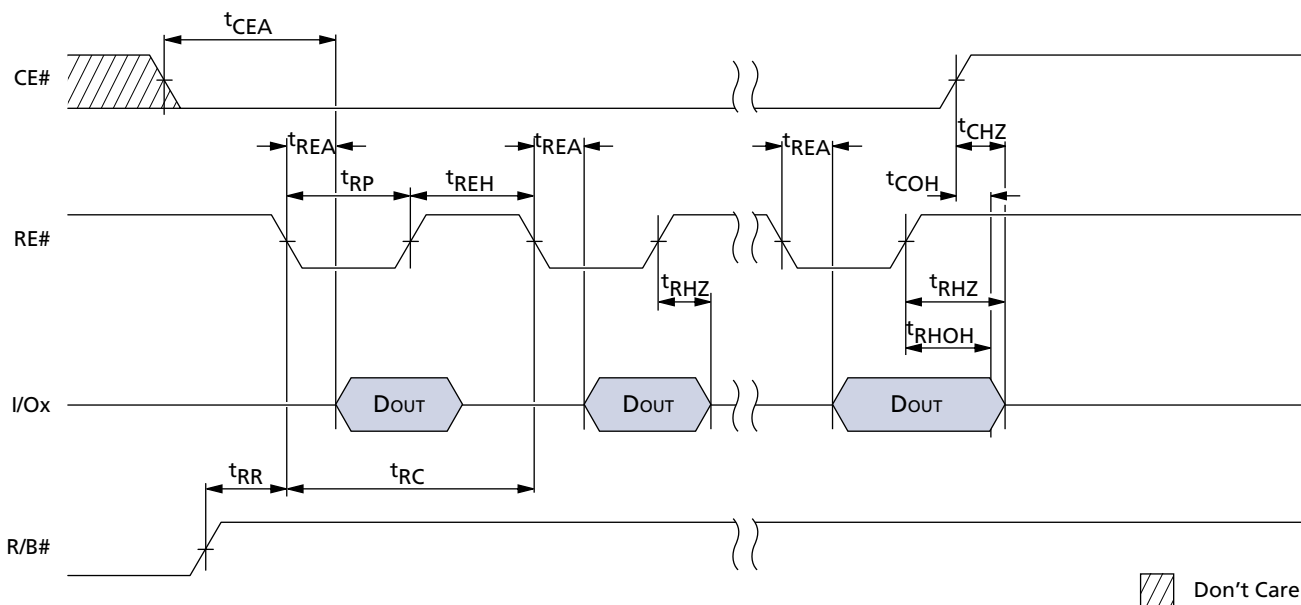 tCEA
CE#
tCHZ
tREA tREA tREA
tCOH
tRP tREH
RE#
tRHZ tRHZ
tRHOH
I/Ox DOUT DOUT DOUT
tRR tRC
R/B#
Don't Care